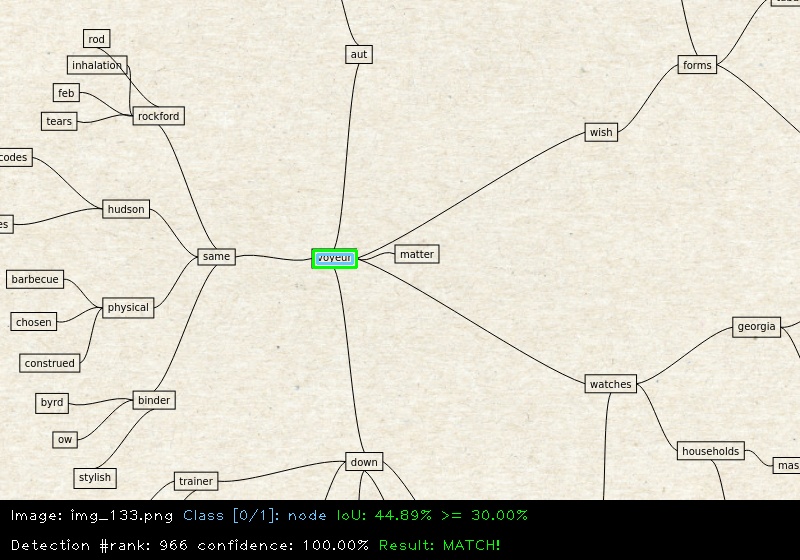 rod
inhalation
feb
tears
rockford
codes
hudson
es
same
barbecue
physical
chosen
construed
byrd
binder
ow
stylish
trainer
aut
voyeur
matter
down
forms
wish
georgia
watches
households
mas
Image: img_133.png Class [0/1]: node IoU: 44.89% >= 30.00%
Detection #rank: 966 confidence: 100.00% Result: MATCH!